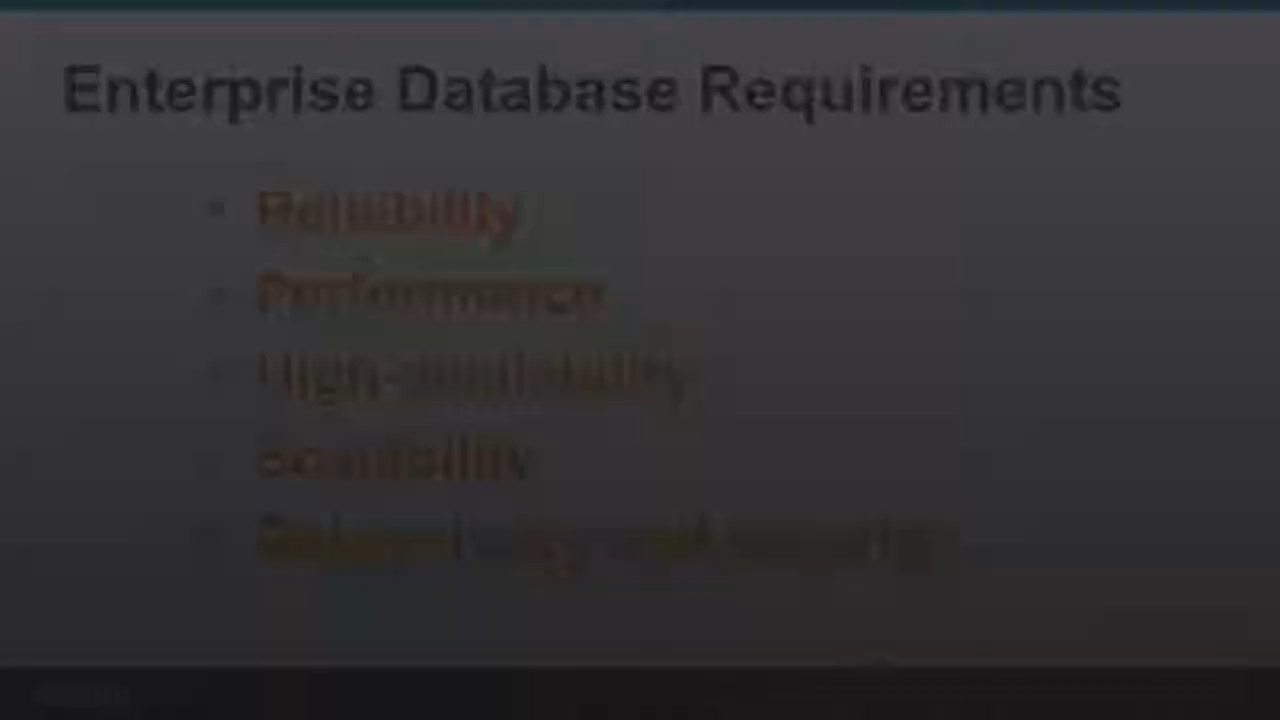 Enterprise Database Requirements
• Reliability
• Performance
High-availability
Scalability